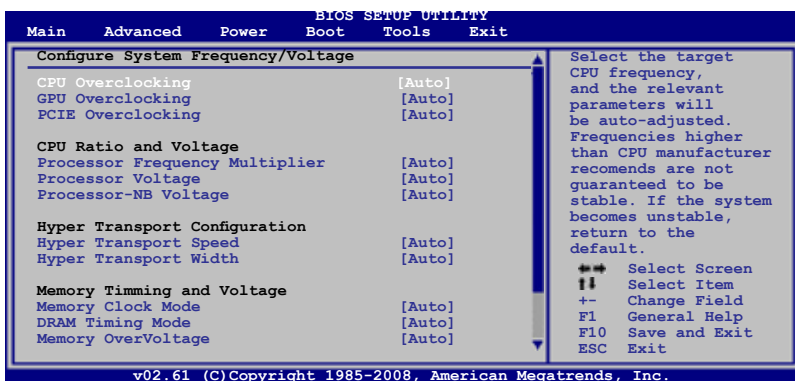 BIOS SETUP UTILITY
Main Advanced Power Boot Tools Exit
Configure System Frequency/Voltage
CPU Overclocking [Auto]
GPU Overclocking [Auto]
PCIE Overclocking [Auto]
CPU Ratio and Voltage
Processor Frequency Multiplier [Auto]
Processor Voltage [Auto]
Processor-NB Voltage [Auto]
Hyper Transport Configuration
Hyper Transport Speed [Auto]
Hyper Transport Width [Auto]
Memory Timming and Voltage
Memory Clock Mode [Auto]
DRAM Timing Mode [Auto]
Memory OverVoltage [Auto]
Select the target
CPU frequency,
and the relevant
parameters will
be auto-adjusted.
Frequencies higher
than CPU manufacturer
recomends are not
guaranteed to be
stable. If the system
becomes unstable,
return to the
default.
Select Screen
Select Item
+- Change Field
F1 General Help
F10 Save and Exit
ESC Exit
v02.61 (C)Copyright 1985-2008, American Megatrends, Inc.